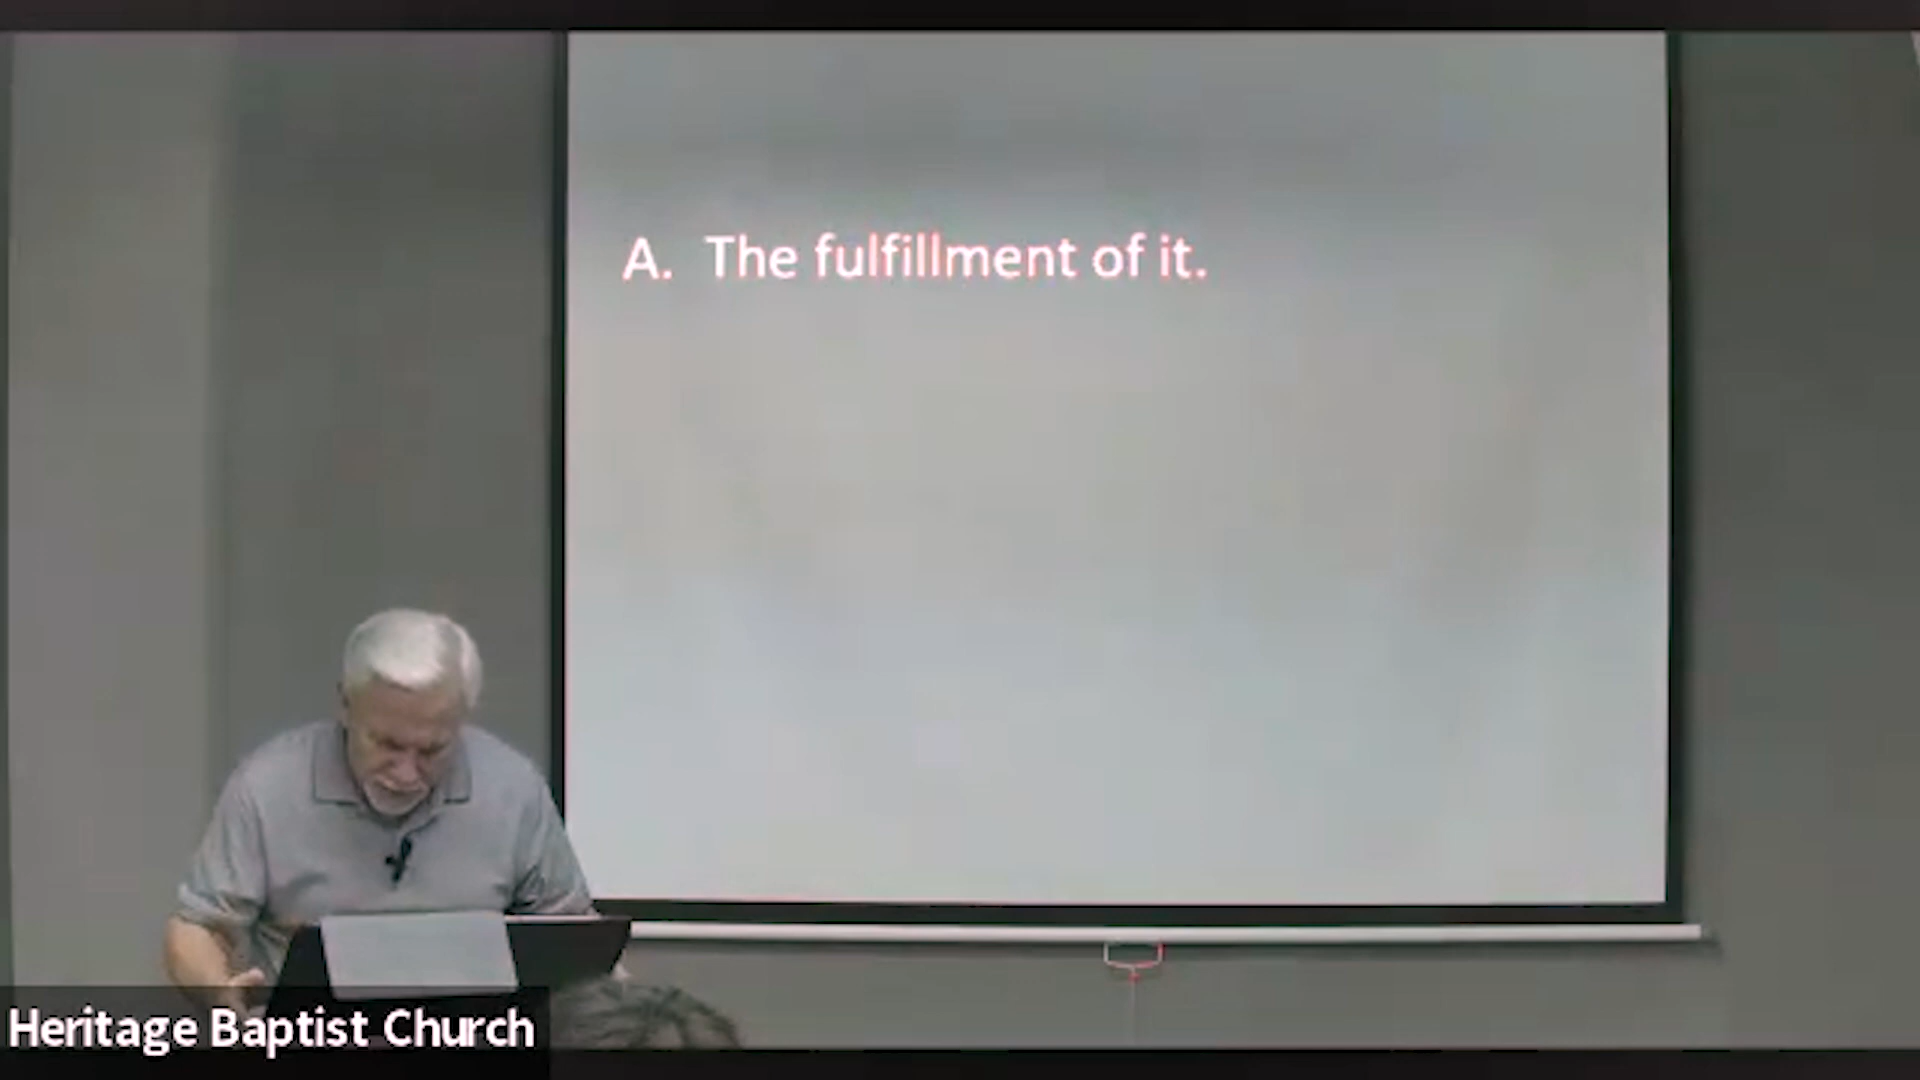 A. The fulfillment of it.
Heritage Baptist Church